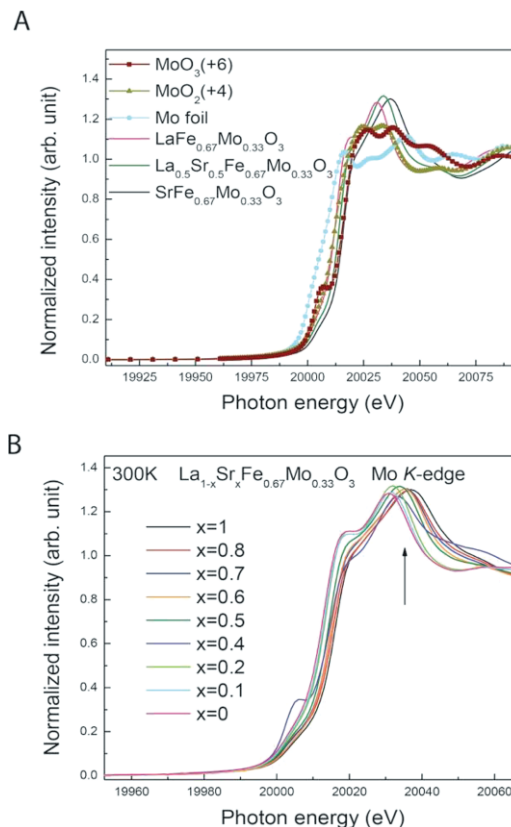 A
Normalized intensity (arb. unit)
1.4
1.2
1.0
0.8
0.6
0.4
0.2
0.0
MoO₃(+6)
MoO₂(+4)
Mo foil
LaFe₀.₆₇Mo₀.₃₃O₃
La₀.₅Sr₀.₅Fe₀.₆₇Mo₀.₃₃O₃
SrFe₀.₆₇Mo₀.₃₃O₃
19925 19950 19975 20000 20025 20050 20075
Photon energy (eV)
B
Normalized intensity (arb. unit)
1.4
1.2
1.0
0.8
0.6
0.4
0.2
0.0
300K La₁₋ₓSrₓFe₀.₆₇Mo₀.₃₃O₃ Mo K-edge
x=1
x=0.8
x=0.7
x=0.6
x=0.5
x=0.4
x=0.2
x=0.1
x=0
19960 19980 20000 20020 20040 20060
Photon energy (eV)